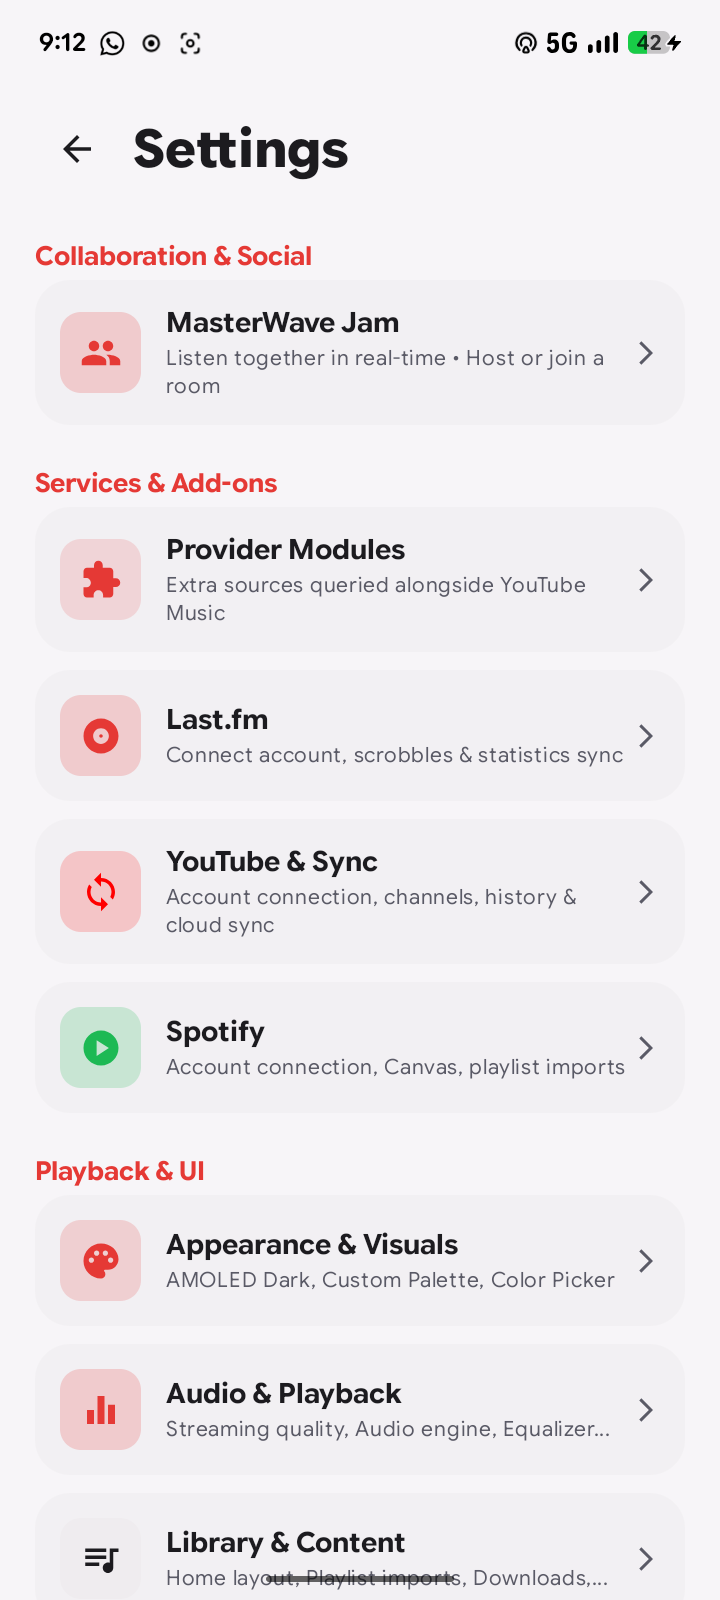 9:12 5G 42
Settings
Collaboration & Social
MasterWave Jam
Listen together in real-time • Host or join a
room
Services & Add-ons
Provider Modules
Extra sources queried alongside YouTube
Music
Last.fm
Connect account, scrobbles & statistics sync
YouTube & Sync
Account connection, channels, history &
cloud sync
Spotify
Account connection, Canvas, playlist imports
Playback & UI
Appearance & Visuals
AMOLED Dark, Custom Palette, Color Picker
Audio & Playback
Streaming quality, Audio engine, Equalizer...
Library & Content
Home layout, Playlist imports, Downloads,...